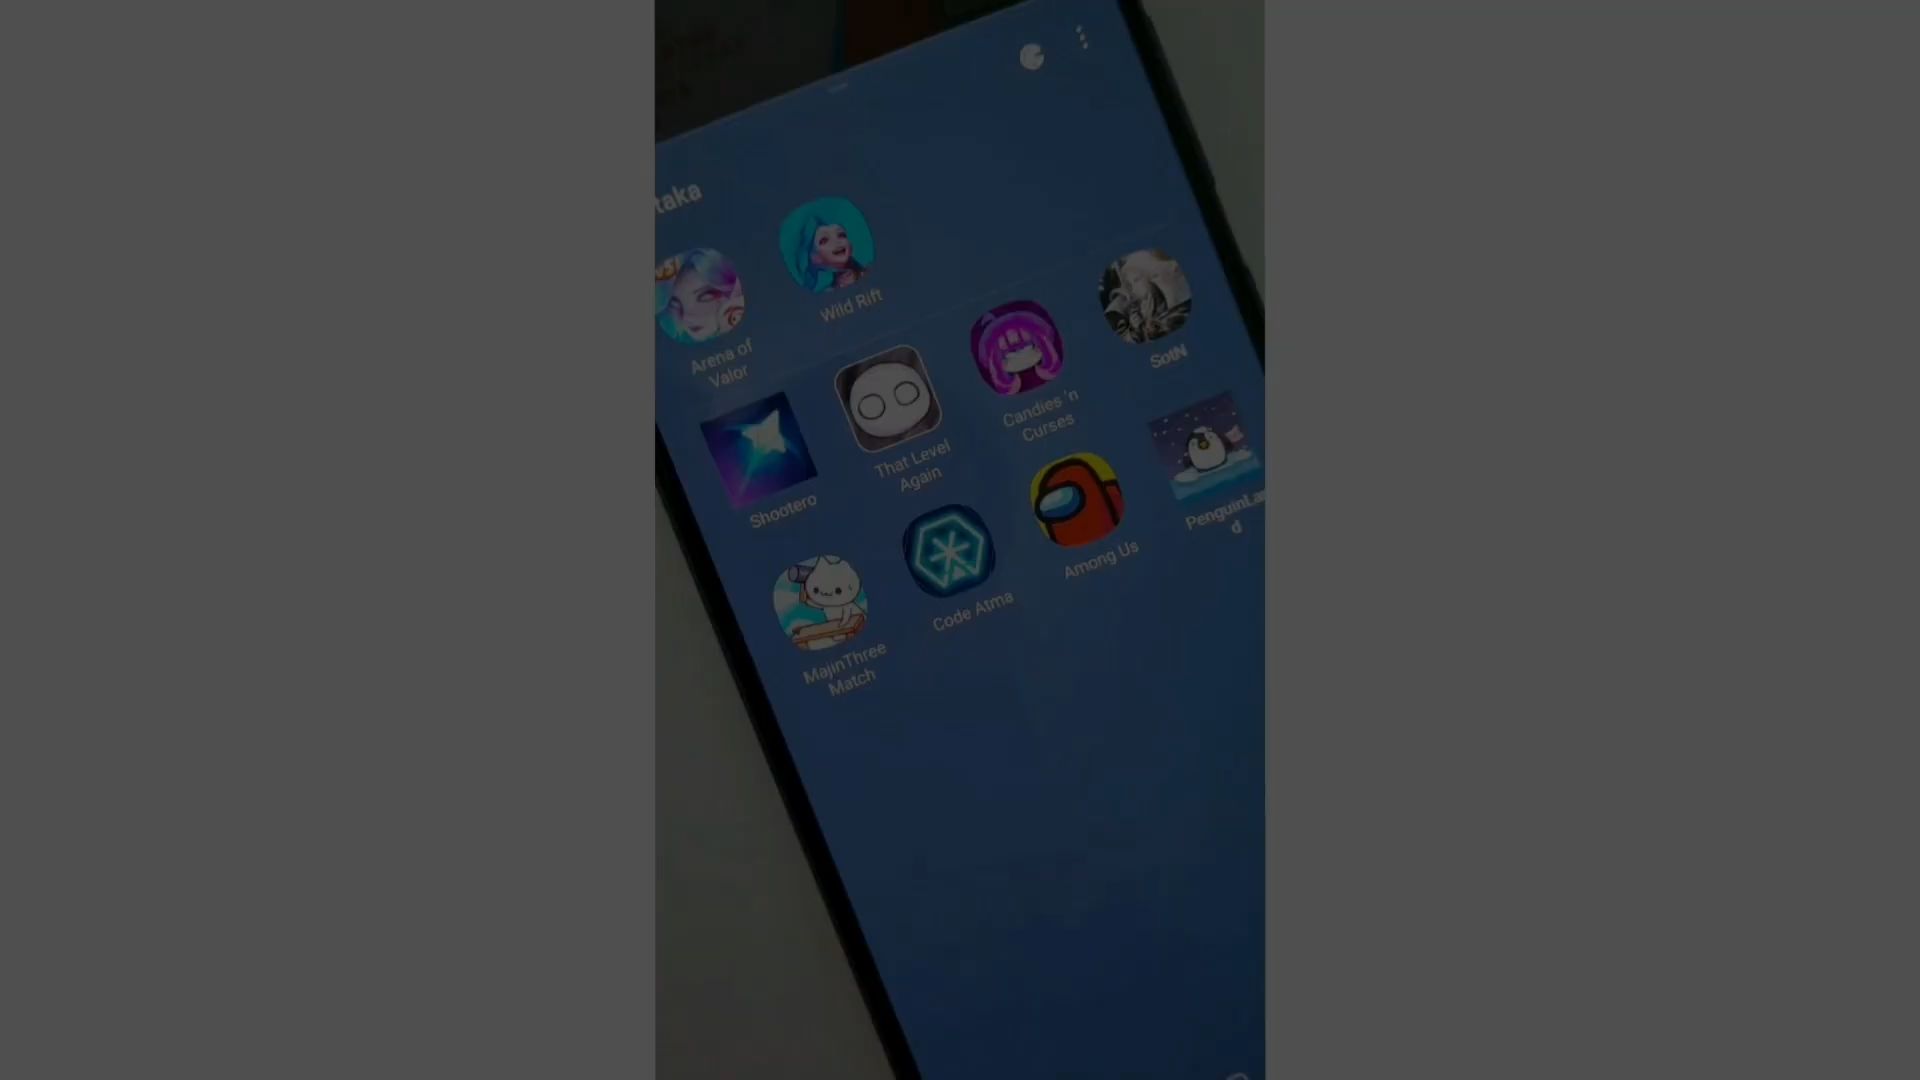 taka
Arena of
Valor
Wild Rift
Shootero
That Level
Again
Candies 'n
Curses
SotN
MajinThree
Match
Code Atma
Among Us
PenguinLa
d